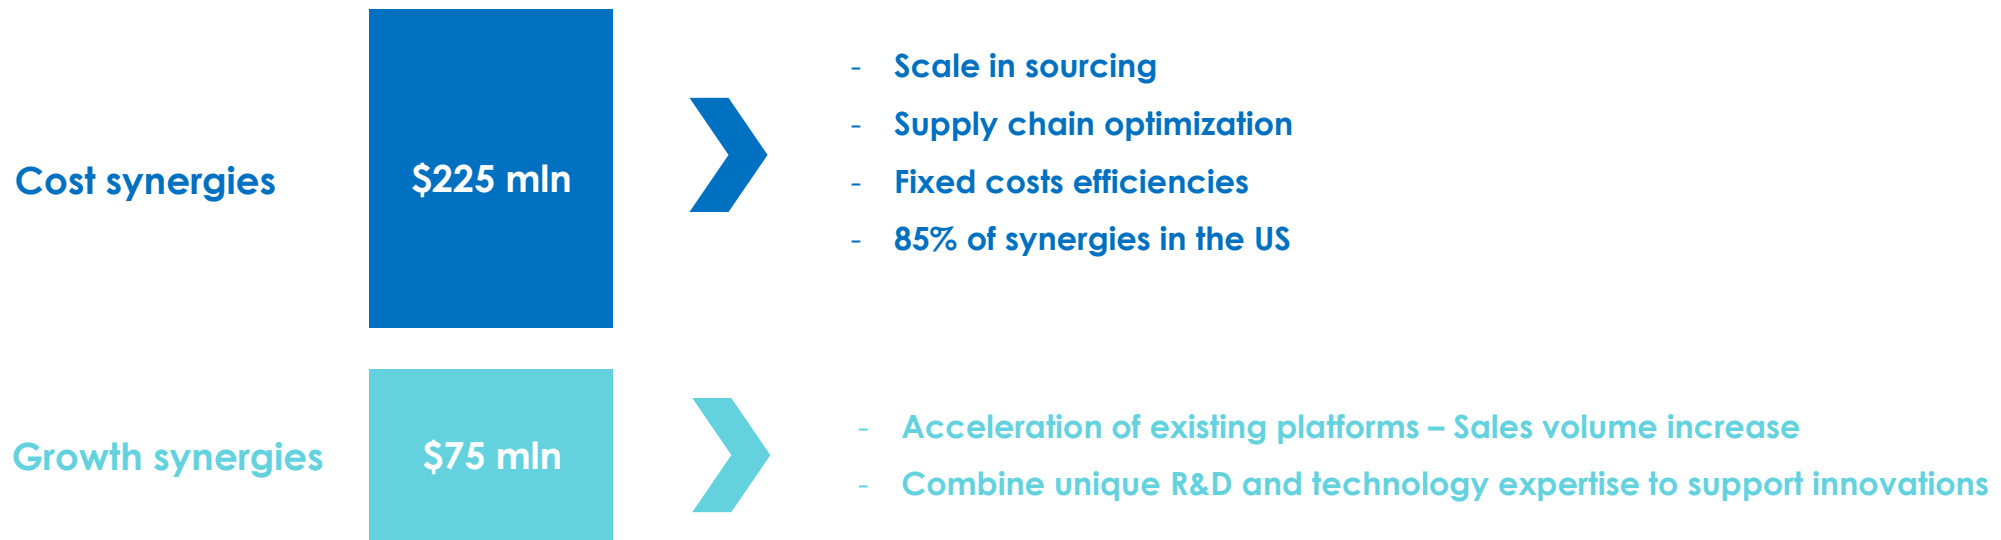 Cost synergies
$225 mln
- Scale in sourcing
- Supply chain optimization
- Fixed costs efficiencies
- 85% of synergies in the US
Growth synergies
$75 mln
- Acceleration of existing platforms – Sales volume increase
- Combine unique R&D and technology expertise to support innovations